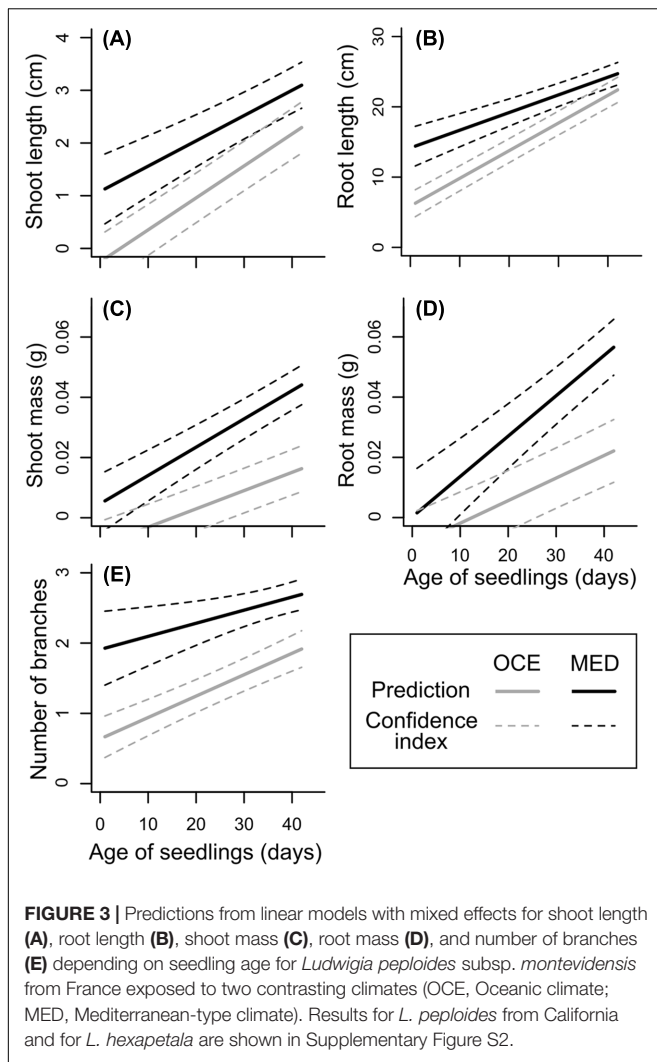 (A)
Shoot length (cm)
4
3
2
1
0
(B)
Root length (cm)
30
20
10
0
(C)
Shoot mass (g)
0.06
0.04
0.02
0
(D)
Root mass (g)
0.06
0.04
0.02
0
0 10 20 30 40
Age of seedlings (days)
(E)
Number of branches
3
2
1
0
0 10 20 30 40
Age of seedlings (days)
OCE MED
Prediction
Confidence
index
FIGURE 3 | Predictions from linear models with mixed effects for shoot length
(A), root length (B), shoot mass (C), root mass (D), and number of branches
(E) depending on seedling age for Ludwigia peploides subsp. montevidensis
from France exposed to two contrasting climates (OCE, Oceanic climate;
MED, Mediterranean-type climate). Results for L. peploides from California
and for L. hexapetala are shown in Supplementary Figure S2.